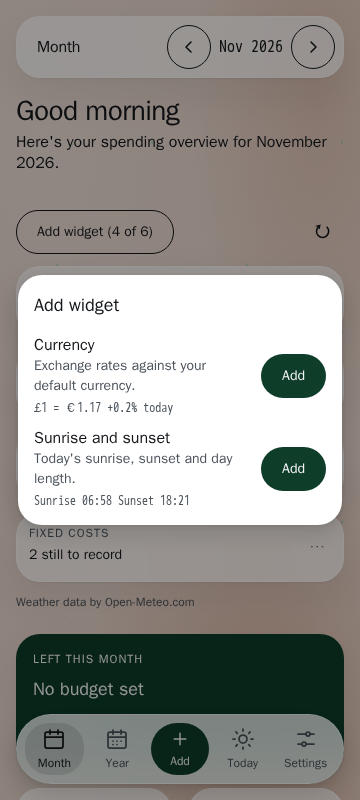 Month
Nov 2026
Good morning
Here's your spending overview for November
2026.
Add widget (4 of 6)
Add widget
Currency
Exchange rates against your
default currency.
£1 = €1.17 +0.2% today
Add
Sunrise and sunset
Today's sunrise, sunset and day
length.
Sunrise 06:58 Sunset 18:21
Add
FIXED COSTS
2 still to record
...
Weather data by Open-Meteo.com
LEFT THIS MONTH
No budget set
Month
Year
Add
Today
Settings